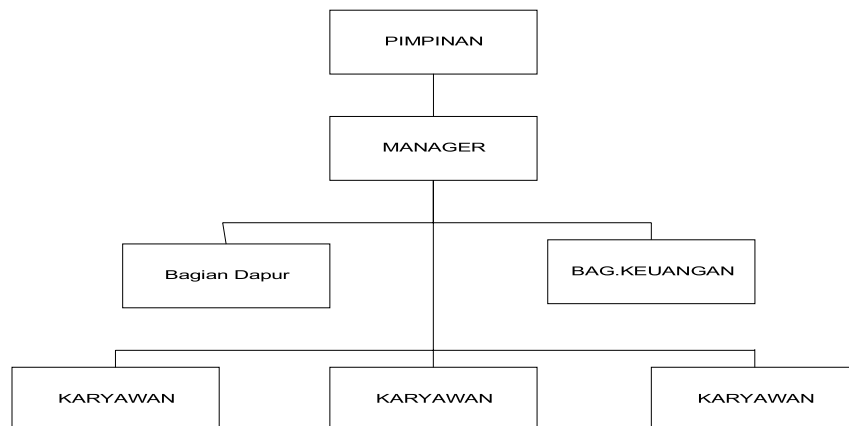 PIMPINAN
MANAGER
Bagian Dapur
BAG.KEUANGAN
KARYAWAN
KARYAWAN
KARYAWAN